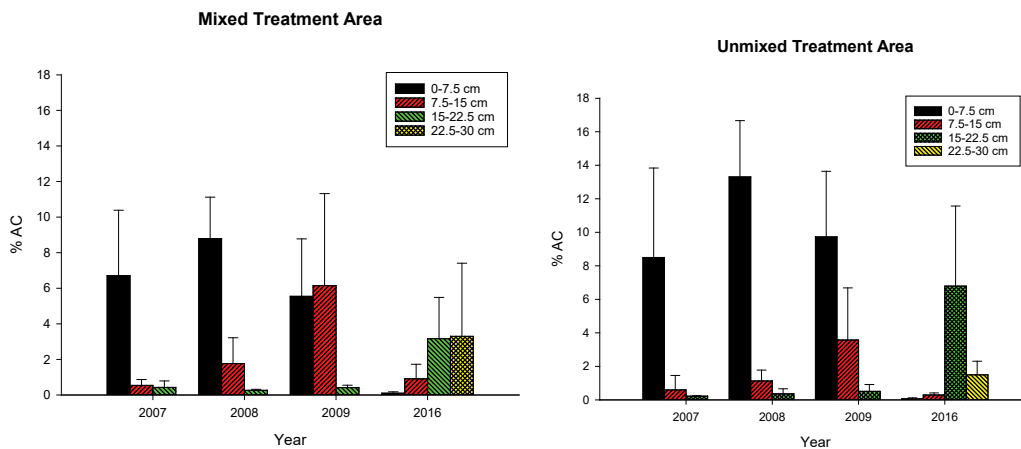 Mixed Treatment Area
18
16
14
12
10
8
6
4
2
0
% AC
0-7.5 cm
7.5-15 cm
15-22.5 cm
22.5-30 cm
2007 2008 2009 2016
Year
Unmixed Treatment Area
18
16
14
12
10
8
6
4
2
0
% AC
0-7.5 cm
7.5-15 cm
15-22.5 cm
22.5-30 cm
2007 2008 2009 2016
Year